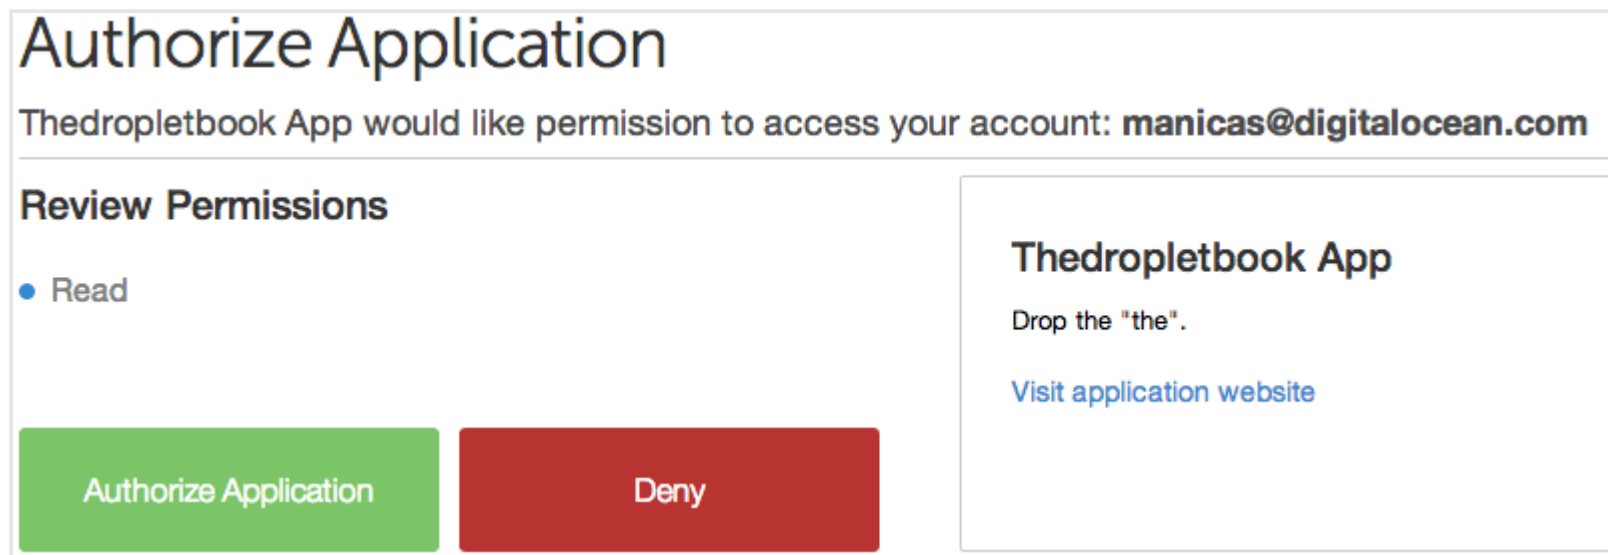 Authorize Application
Thedropletbook App would like permission to access your account: manicas@digitalocean.com
Review Permissions
Read
Authorize Application
Deny
Thedropletbook App
Drop the "the".
Visit application website